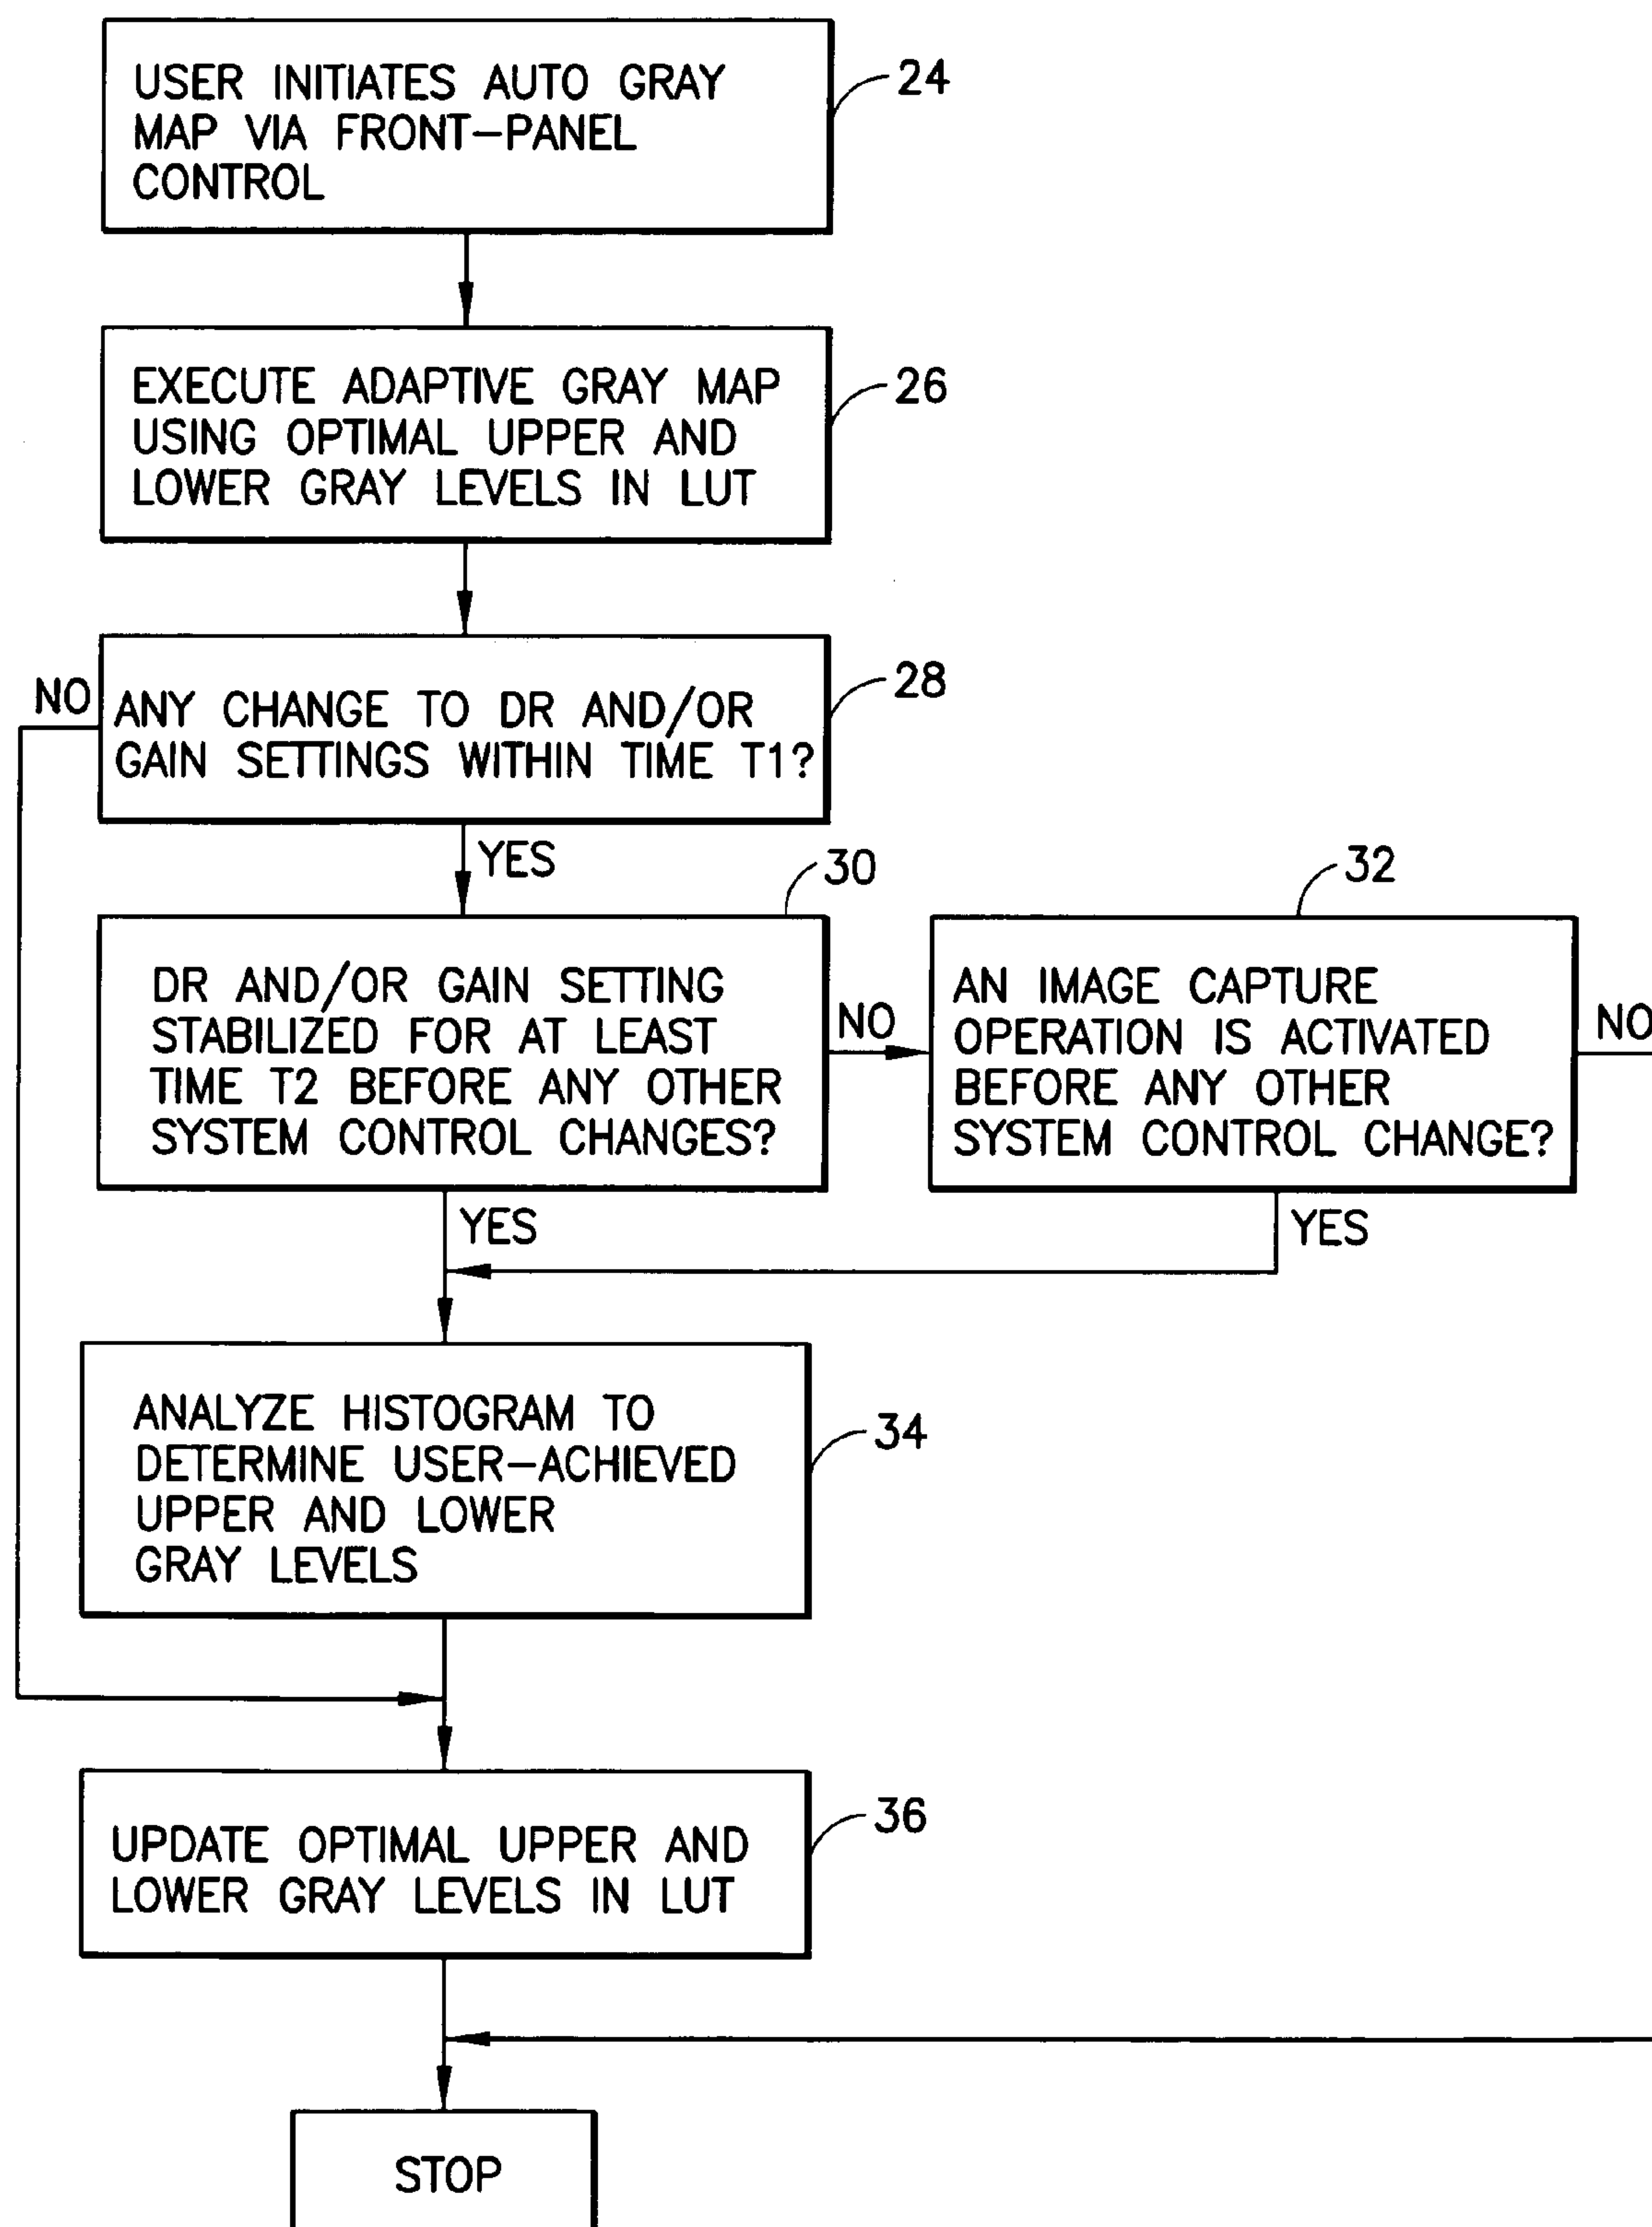 USER INITIATES AUTO GRAY
MAP VIA FRONT-PANEL
CONTROL
24
EXECUTE ADAPTIVE GRAY MAP
USING OPTIMAL UPPER AND
LOWER GRAY LEVELS IN LUT
26
NO
ANY CHANGE TO DR AND/OR
GAIN SETTINGS WITHIN TIME T1?
28
YES
30
DR AND/OR GAIN SETTING
STABILIZED FOR AT LEAST
TIME T2 BEFORE ANY OTHER
SYSTEM CONTROL CHANGES?
NO
32
AN IMAGE CAPTURE
OPERATION IS ACTIVATED
BEFORE ANY OTHER
SYSTEM CONTROL CHANGE?
NO
YES
YES
ANALYZE HISTOGRAM TO
DETERMINE USER-ACHIEVED
UPPER AND LOWER
GRAY LEVELS
34
UPDATE OPTIMAL UPPER AND
LOWER GRAY LEVELS IN LUT
36
STOP